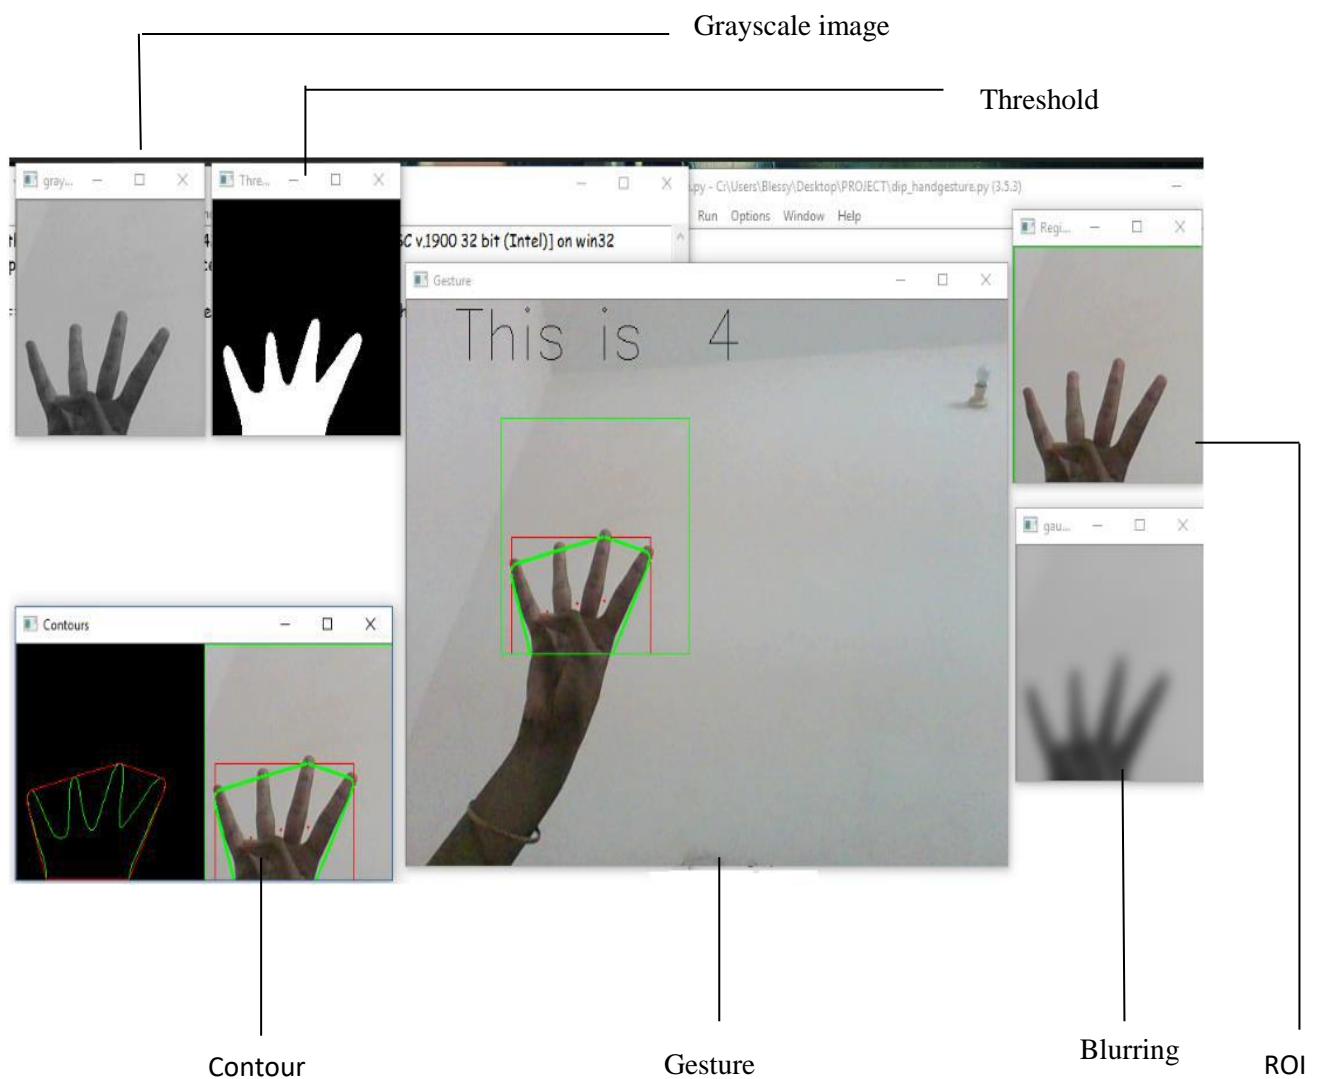 Grayscale image
Threshold
gray...
Thre...
.py - C:\Users\Blessy\Desktop\PROJECT\dip_handgesture.py (3.5.3)
Run Options Window Help
Regi...
SC v.1900 32 bit (Intel)] on win32
Gesture
This is 4
gau...
Contours
Contour
Gesture
Blurring
ROI